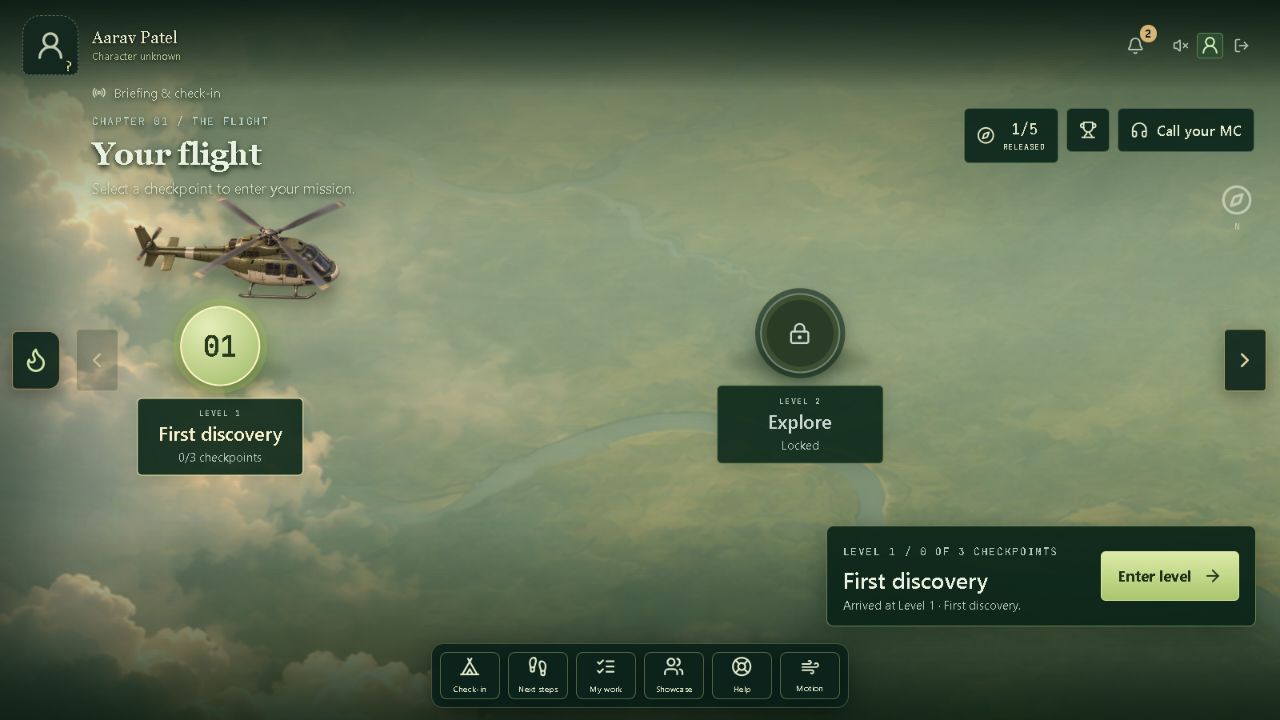 Aarav Patel
Character unknown
?
2
Briefing & check-in
CHAPTER 01 / THE FLIGHT
Your flight
Select a checkpoint to enter your mission.
1/5
RELEASED
Call your MC
N
01
LEVEL 1
First discovery
0/3 checkpoints
LEVEL 2
Explore
Locked
LEVEL 1 / 0 OF 3 CHECKPOINTS
First discovery
Arrived at Level 1 · First discovery.
Enter level
Check-in
Next steps
My work
Showcase
Help
Motion